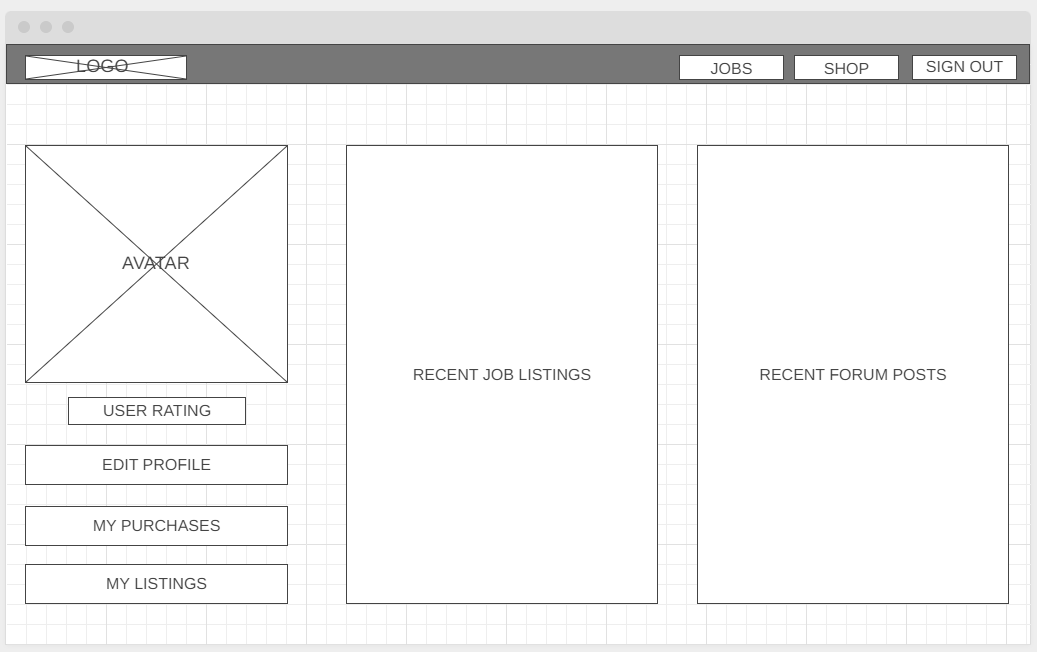 LOGO
JOBS
SHOP
SIGN OUT
AVATAR
USER RATING
EDIT PROFILE
MY PURCHASES
MY LISTINGS
RECENT JOB LISTINGS
RECENT FORUM POSTS